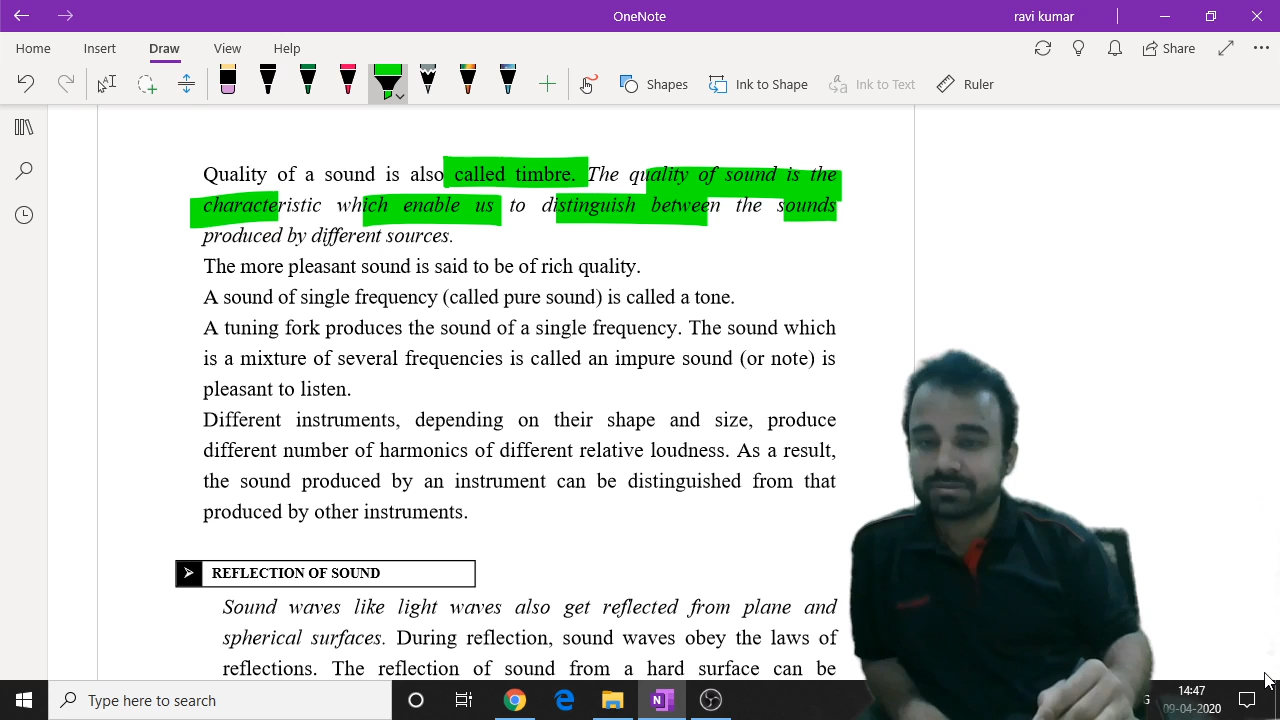 OneNote
ravi kumar
Home Insert Draw View Help
Share
Shapes Ink to Shape Ink to Text Ruler
Quality of a sound is also called timbre. The quality of sound is the
characteristic which enable us to distinguish between the sounds
produced by different sources.
The more pleasant sound is said to be of rich quality.
A sound of single frequency (called pure sound) is called a tone.
A tuning fork produces the sound of a single frequency. The sound which
is a mixture of several frequencies is called an impure sound (or note) is
pleasant to listen.
Different instruments, depending on their shape and size, produce
different number of harmonics of different relative loudness. As a result,
the sound produced by an instrument can be distinguished from that
produced by other instruments.
REFLECTION OF SOUND
Sound waves like light waves also get reflected from plane and
spherical surfaces. During reflection, sound waves obey the laws of
reflections. The reflection of sound from a hard surface can be
Type here to search
14:47
09-04-2020